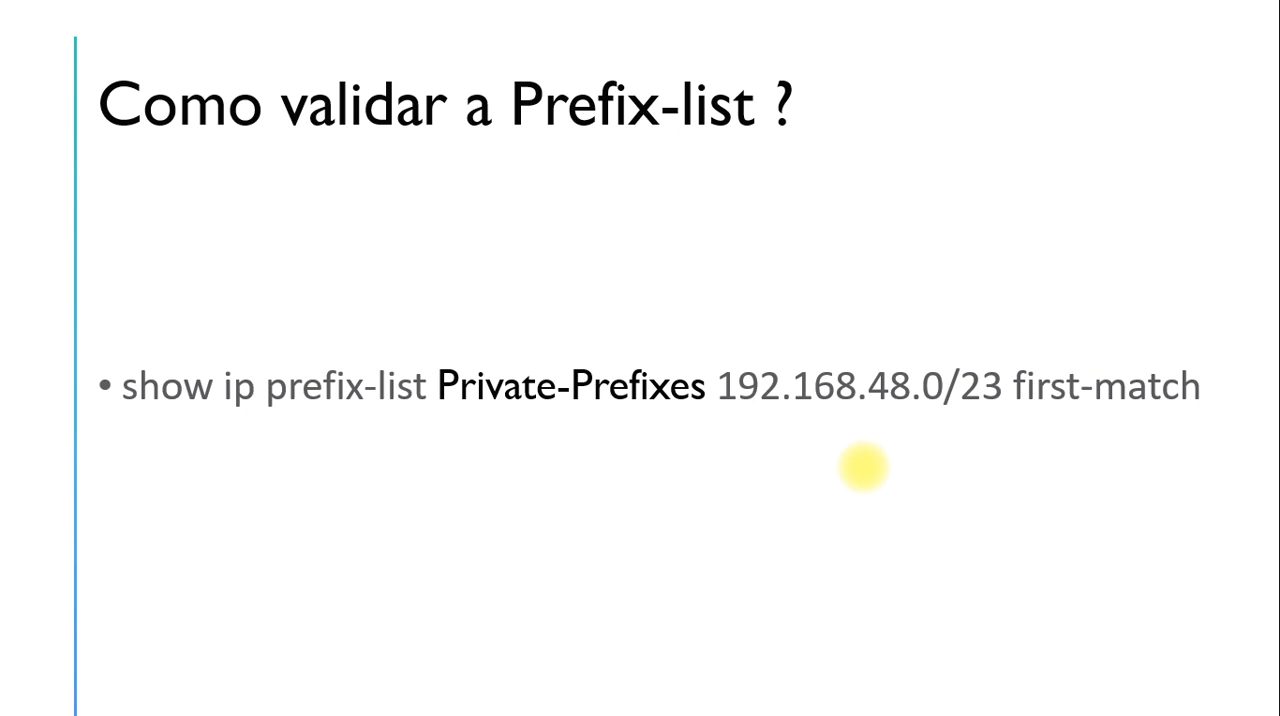 Como validar a Prefix-list ?
• show ip prefix-list Private-Prefixes 192.168.48.0/23 first-match